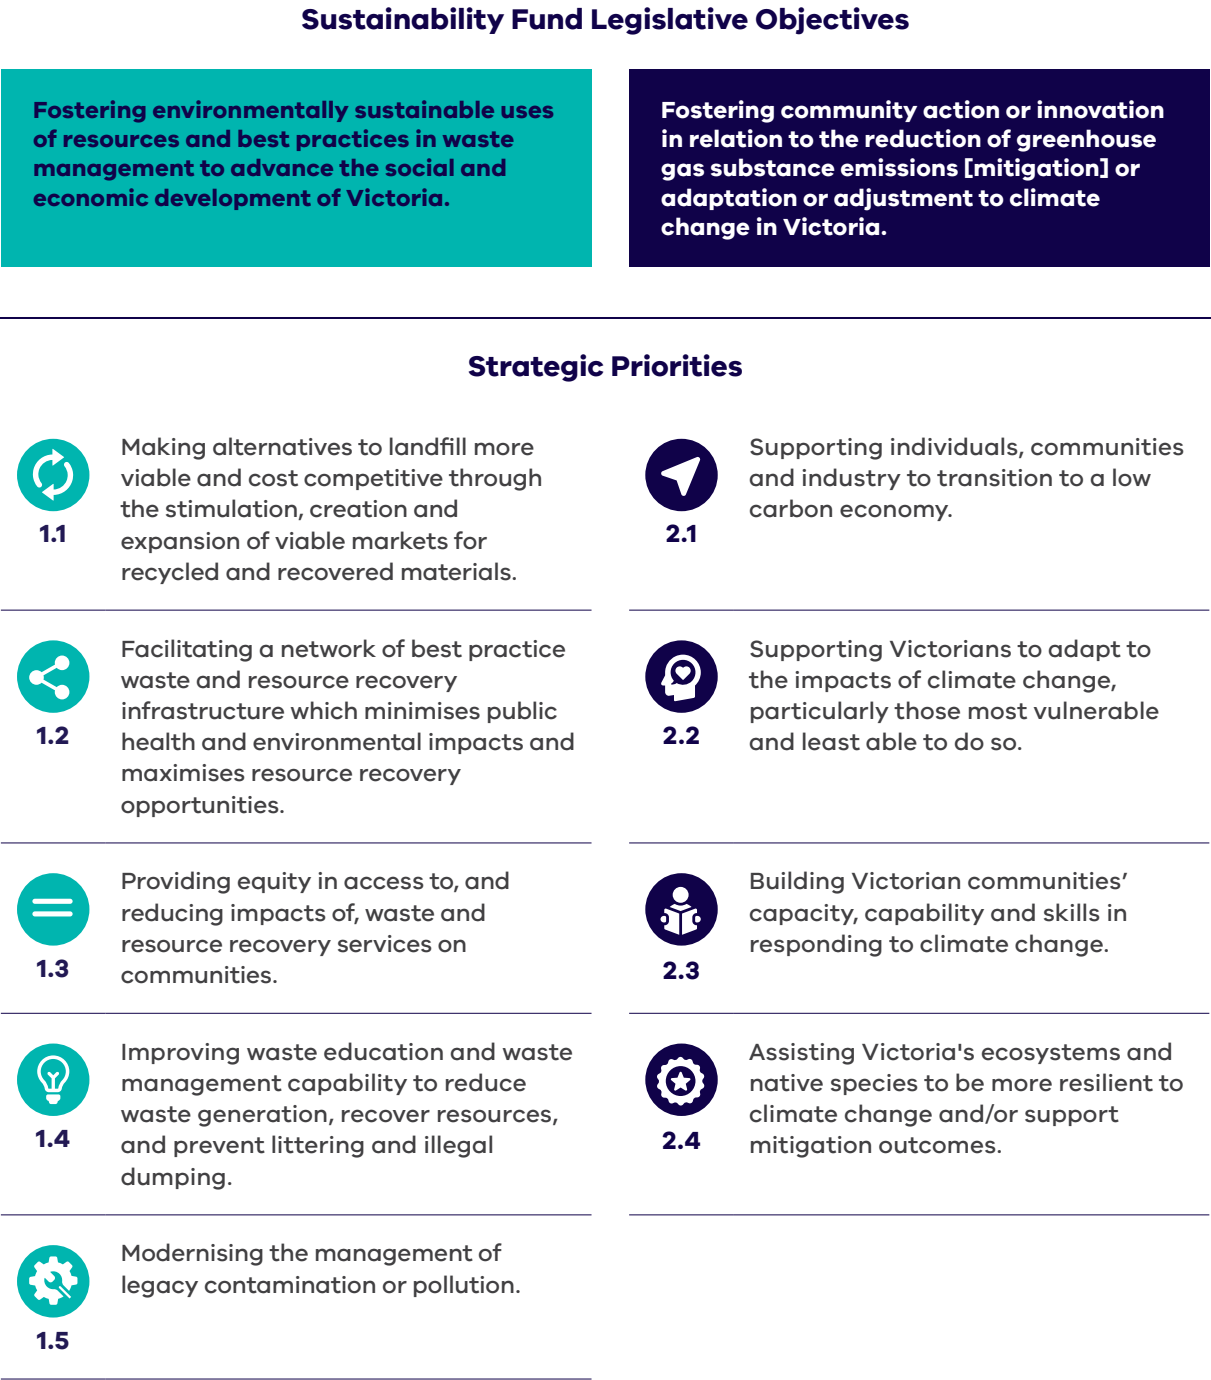 Sustainability Fund Legislative Objectives
Fostering environmentally sustainable uses
of resources and best practices in waste
management to advance the social and
economic development of Victoria.
Fostering community action or innovation
in relation to the reduction of greenhouse
gas substance emissions [mitigation] or
adaptation or adjustment to climate
change in Victoria.
Strategic Priorities
1.1
Making alternatives to landfill more
viable and cost competitive through
the stimulation, creation and
expansion of viable markets for
recycled and recovered materials.
2.1
Supporting individuals, communities
and industry to transition to a low
carbon economy.
1.2
Facilitating a network of best practice
waste and resource recovery
infrastructure which minimises public
health and environmental impacts and
maximises resource recovery
opportunities.
2.2
Supporting Victorians to adapt to
the impacts of climate change,
particularly those most vulnerable
and least able to do so.
1.3
Providing equity in access to, and
reducing impacts of, waste and
resource recovery services on
communities.
2.3
Building Victorian communities’
capacity, capability and skills in
responding to climate change.
1.4
Improving waste education and waste
management capability to reduce
waste generation, recover resources,
and prevent littering and illegal
dumping.
2.4
Assisting Victoria's ecosystems and
native species to be more resilient to
climate change and/or support
mitigation outcomes.
1.5
Modernising the management of
legacy contamination or pollution.